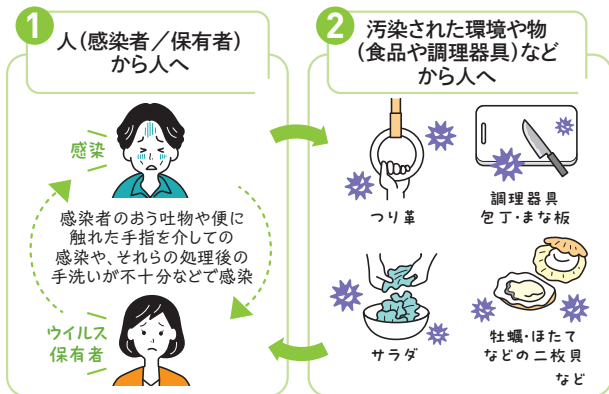 1
人(感染者／保有者)
から人へ
感染
感染者のおう吐物や便に
触れた手指を介しての
感染や、それらの処理後の
手洗いが不十分などで感染
ウイルス
保有者
2
汚染された環境や物
(食品や調理器具)など
から人へ
つり革
調理器具
包丁・まな板
サラダ
牡蠣・ほたて
などの二枚貝
など